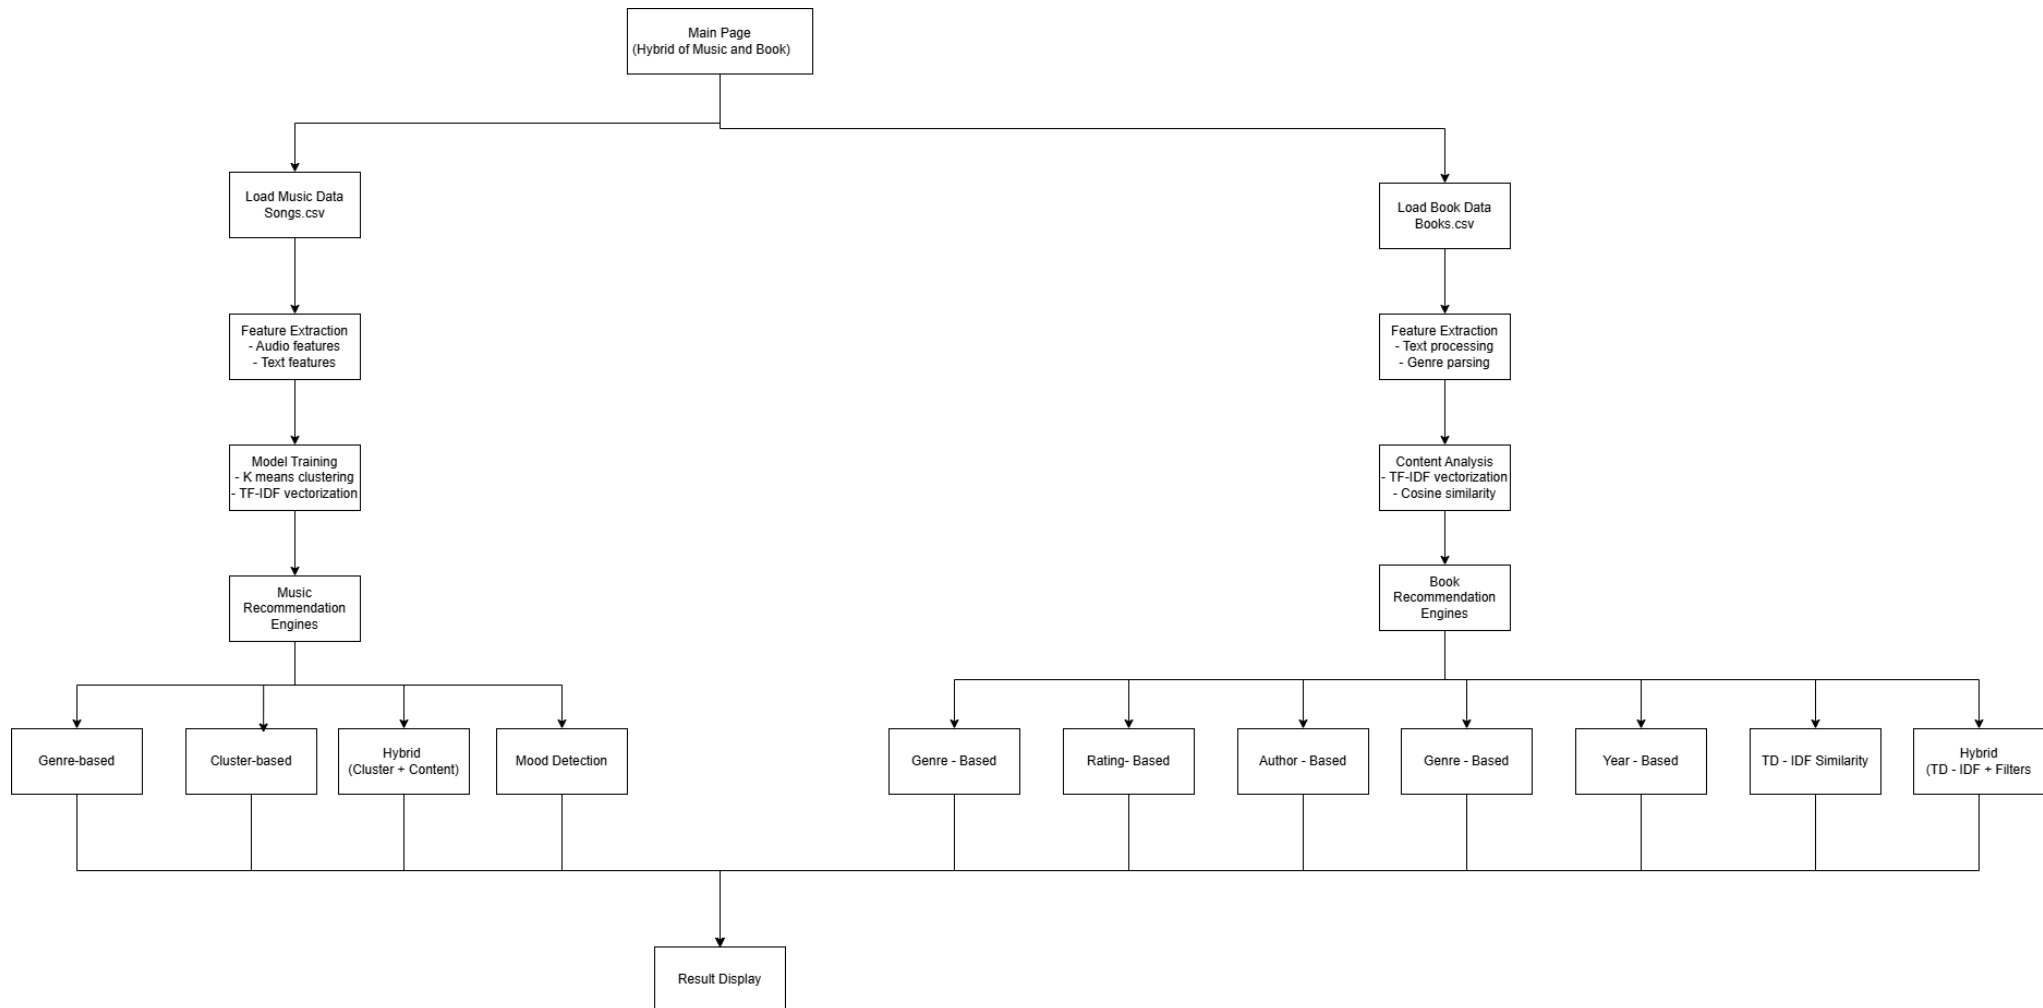 Main Page
(Hybrid of Music and Book)
Load Music Data
Songs.csv
Load Book Data
Books.csv
Feature Extraction
- Audio features
- Text features
Feature Extraction
- Text processing
- Genre parsing
Model Training
- K means clustering
- TF-IDF vectorization
Content Analysis
- TF-IDF vectorization
- Cosine similarity
Music
Recommendation
Engines
Book
Recommendation
Engines
Genre-based
Cluster-based
Hybrid
(Cluster + Content)
Mood Detection
Genre - Based
Rating- Based
Author - Based
Genre - Based
Year - Based
TD - IDF Similarity
Hybrid
(TD - IDF + Filters
Result Display